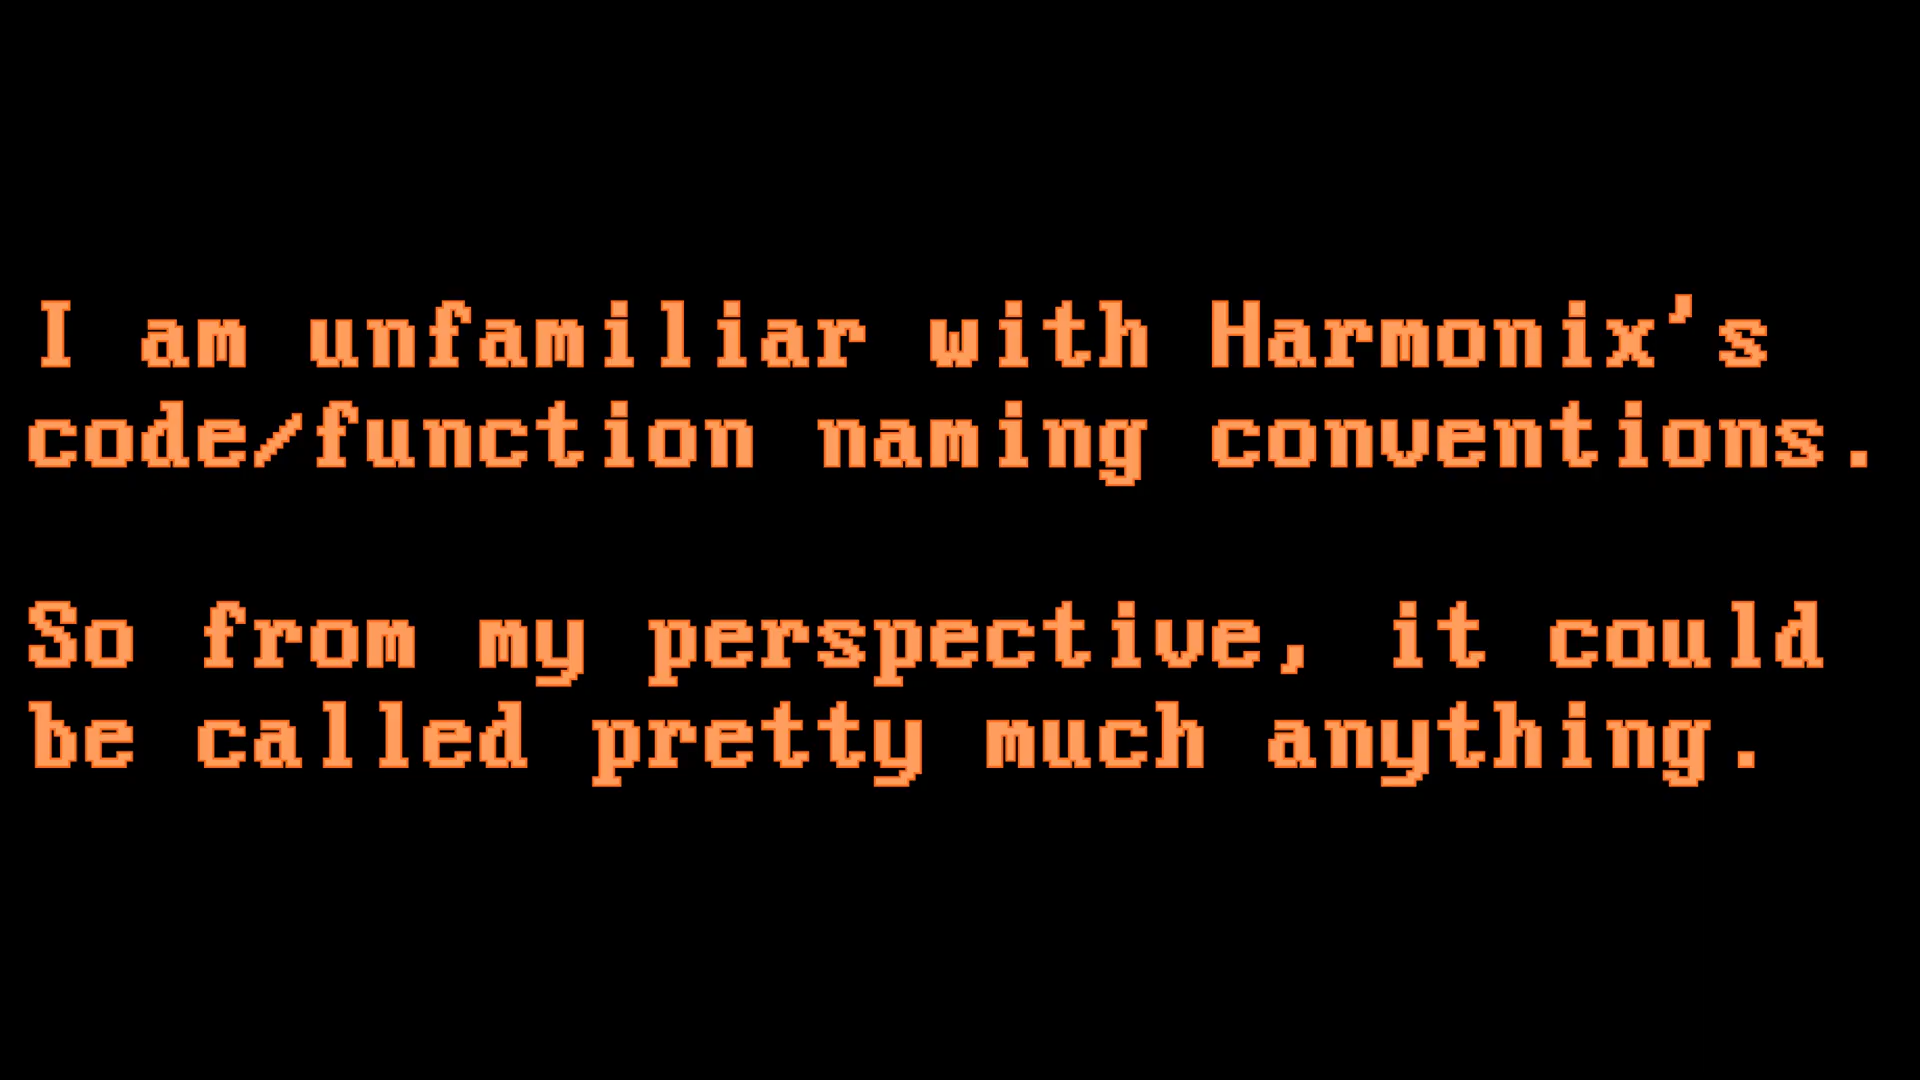 I am unfamiliar with Harmonix's
code/function naming conventions.
So from my perspective, it could
be called pretty much anything.